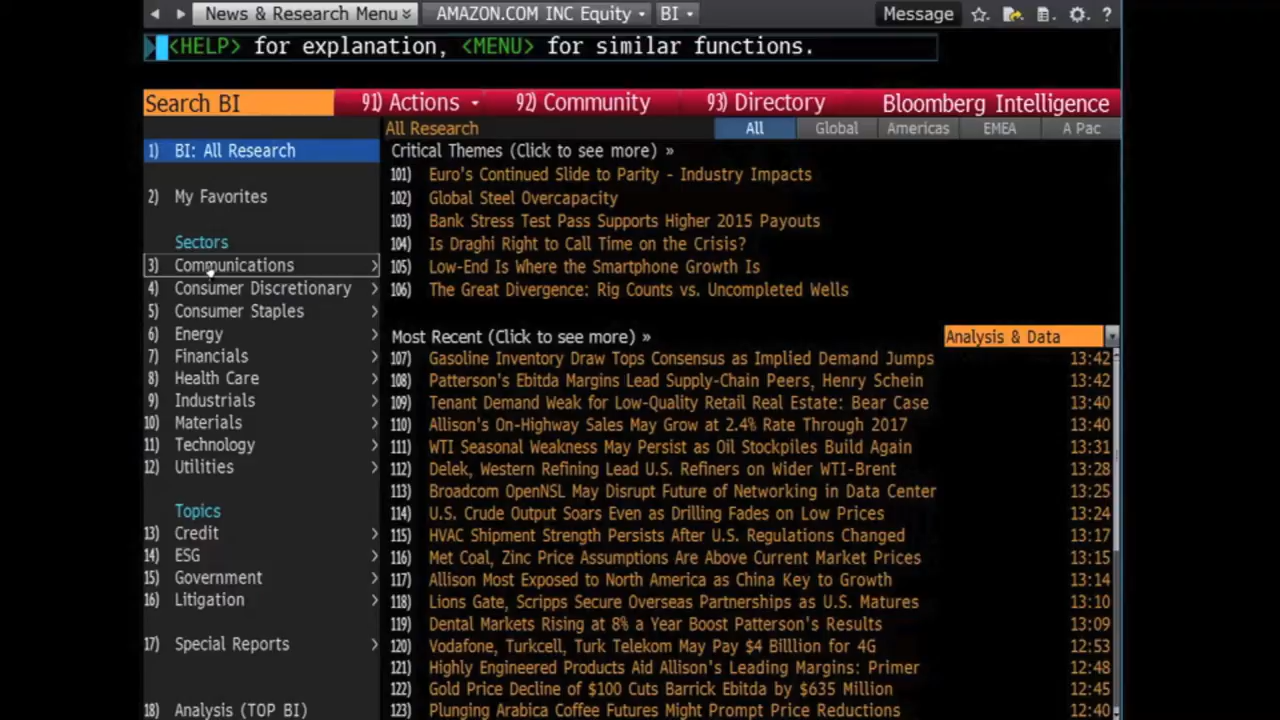 News & Research Menu AMAZON.COM INC Equity BI Message ?
<HELP> for explanation, <MENU> for similar functions.
Search BI 91) Actions 92) Community 93) Directory Bloomberg Intelligence
All Research All Global Americas EMEA A Pac
1) BI: All Research
2) My Favorites
Sectors
3) Communications >
4) Consumer Discretionary >
5) Consumer Staples >
6) Energy >
7) Financials >
8) Health Care >
9) Industrials >
10) Materials >
11) Technology >
12) Utilities >
Topics
13) Credit >
14) ESG >
15) Government >
16) Litigation >
17) Special Reports >
18) Analysis (TOP BI)
Critical Themes (Click to see more) »
101) Euro's Continued Slide to Parity - Industry Impacts
102) Global Steel Overcapacity
103) Bank Stress Test Pass Supports Higher 2015 Payouts
104) Is Draghi Right to Call Time on the Crisis?
105) Low-End Is Where the Smartphone Growth Is
106) The Great Divergence: Rig Counts vs. Uncompleted Wells
Most Recent (Click to see more) » Analysis & Data
107) Gasoline Inventory Draw Tops Consensus as Implied Demand Jumps 13:42
108) Patterson's Ebitda Margins Lead Supply-Chain Peers, Henry Schein 13:42
109) Tenant Demand Weak for Low-Quality Retail Real Estate: Bear Case 13:40
110) Allison's On-Highway Sales May Grow at 2.4% Rate Through 2017 13:40
111) WTI Seasonal Weakness May Persist as Oil Stockpiles Build Again 13:31
112) Delek, Western Refining Lead U.S. Refiners on Wider WTI-Brent 13:28
113) Broadcom OpenNSL May Disrupt Future of Networking in Data Center 13:25
114) U.S. Crude Output Soars Even as Drilling Fades on Low Prices 13:24
115) HVAC Shipment Strength Persists After U.S. Regulations Changed 13:17
116) Met Coal, Zinc Price Assumptions Are Above Current Market Prices 13:15
117) Allison Most Exposed to North America as China Key to Growth 13:14
118) Lions Gate, Scripps Secure Overseas Partnerships as U.S. Matures 13:10
119) Dental Markets Rising at 8% a Year Boost Patterson's Results 13:09
120) Vodafone, Turkcell, Turk Telekom May Pay $4 Billlion for 4G 12:53
121) Highly Engineered Products Aid Allison's Leading Margins: Primer 12:48
122) Gold Price Decline of $100 Cuts Barrick Ebitda by $635 Million 12:45
123) Plunging Arabica Coffee Futures Might Prompt Price Reductions 12:40